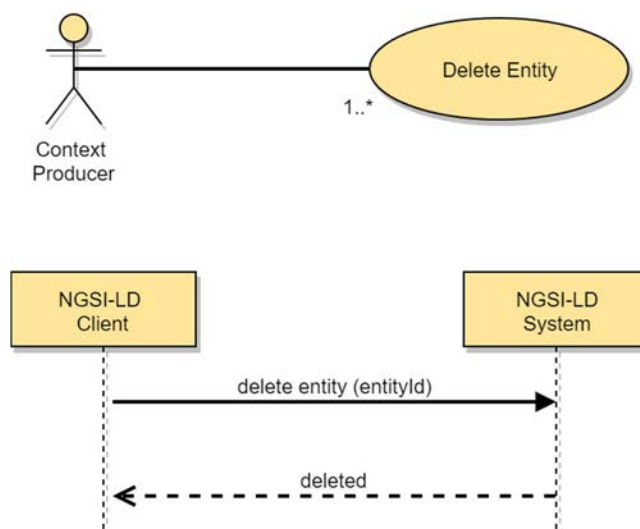 Delete Entity
1..*
Context
Producer
NGSI-LD
Client
NGSI-LD
System
delete entity (entityId)
deleted